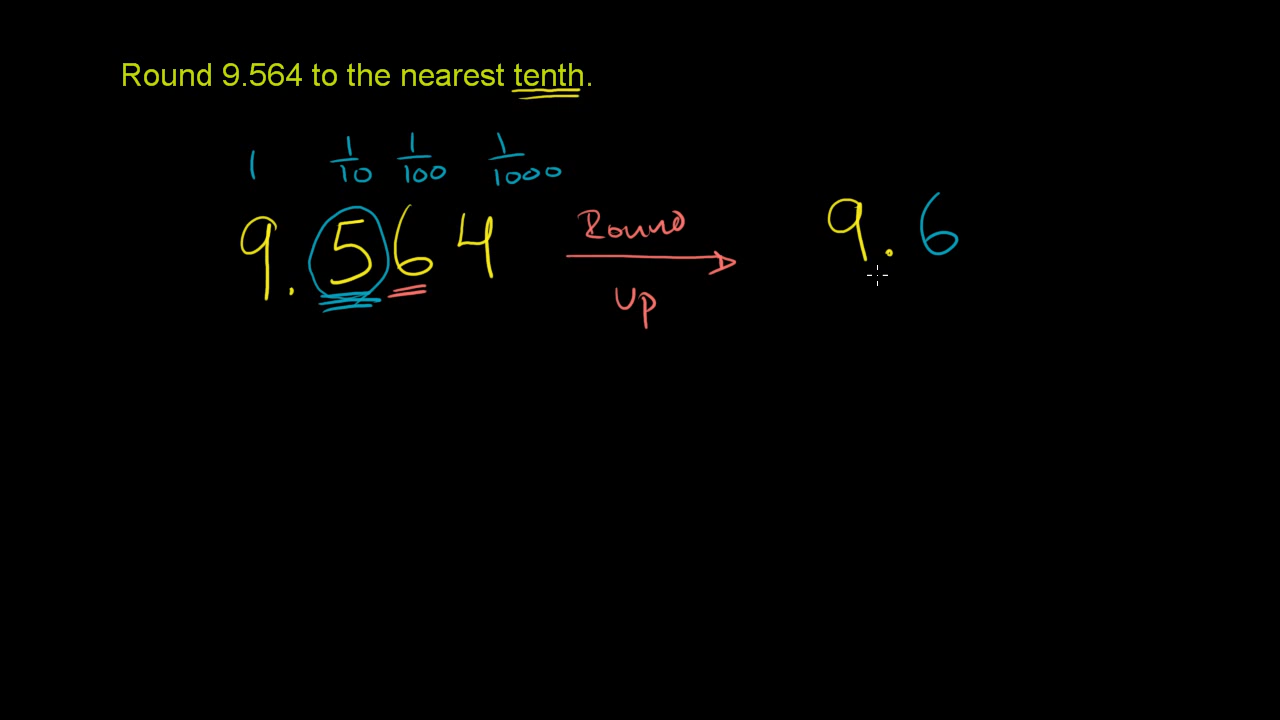 Round 9.564 to the nearest tenth.
1 1/10 1/100 1/1000
9.564 Round Up 9.6